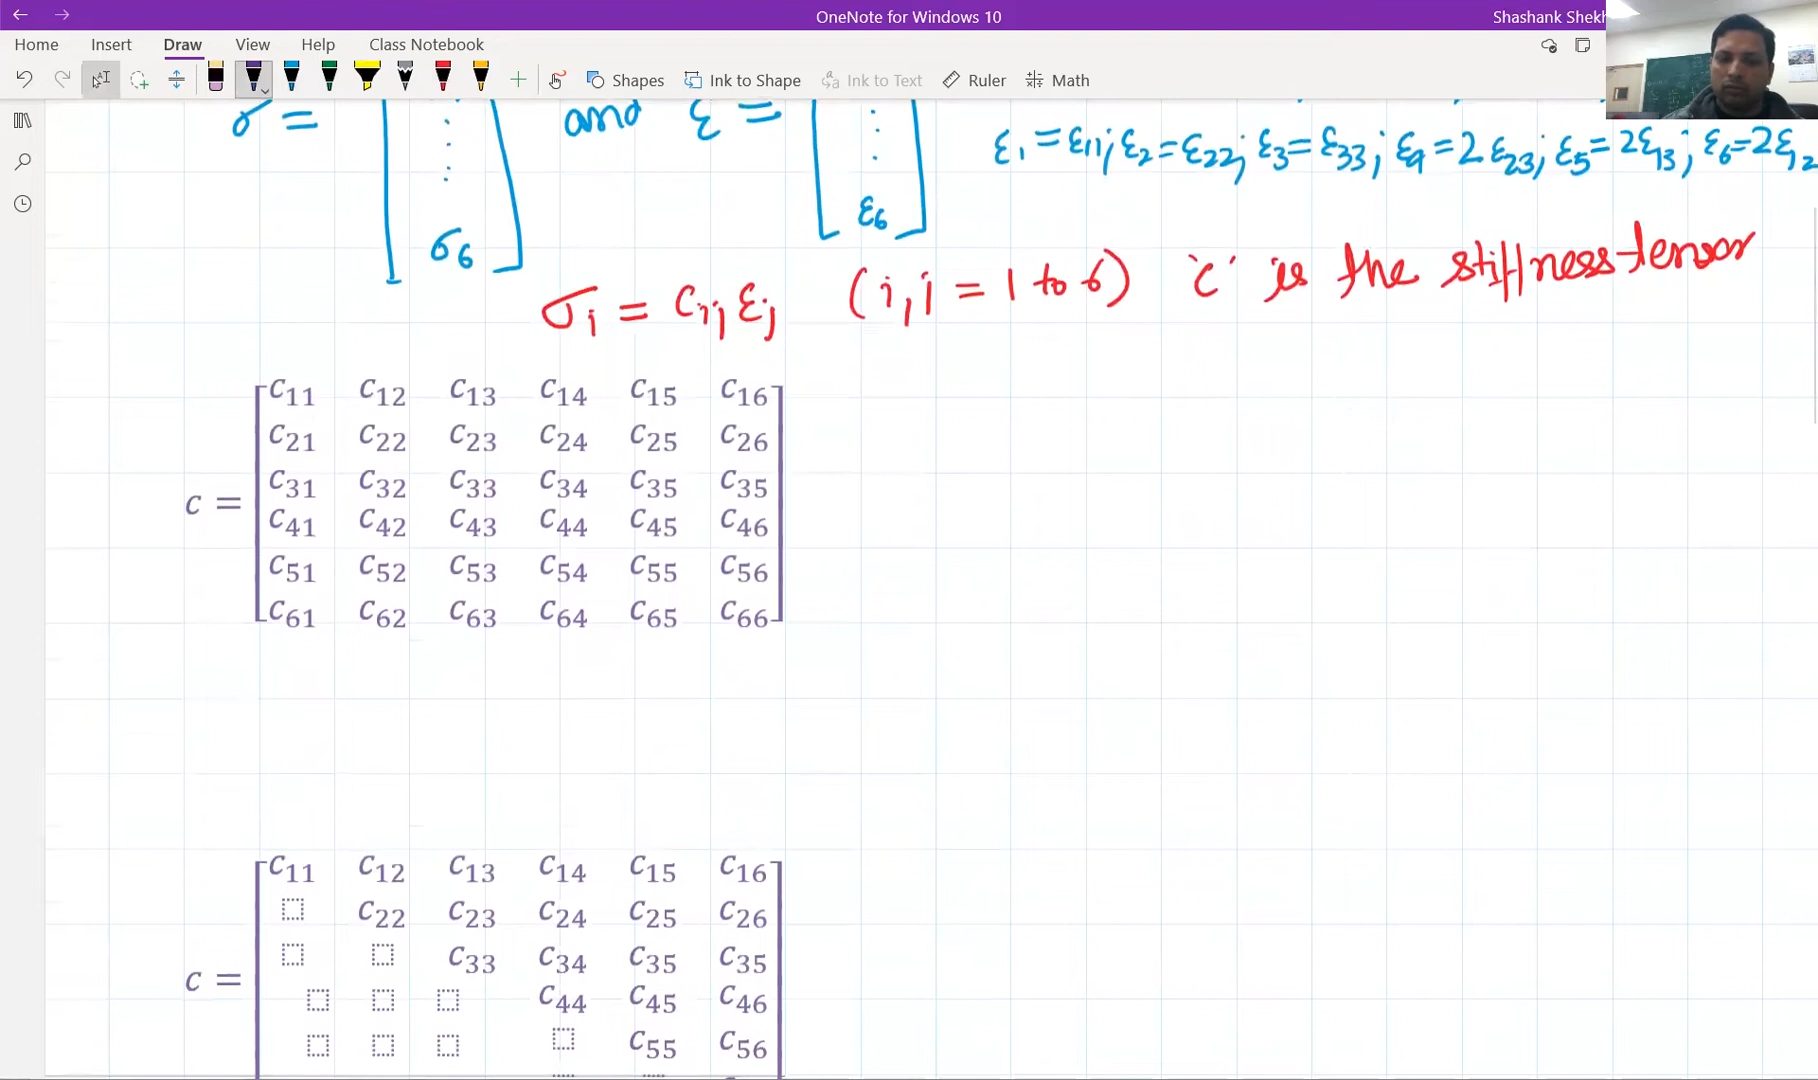 OneNote for Windows 10
Shashank Shekh
Home Insert Draw View Help Class Notebook
Shapes Ink to Shape Ink to Text Ruler Math
σ = and ε =
σ6
ε6
ε1 = ε11; ε2 = ε22; ε3 = ε33; ε4 = 2ε23; ε5 = 2ε13; ε6 = 2ε12
σi = Cij εj (i,j = 1 to 6) 'c' is the stiffness tensor
c11 c12 c13 c14 c15 c16
c21 c22 c23 c24 c25 c26
c31 c32 c33 c34 c35 c35
c =
c41 c42 c43 c44 c45 c46
c51 c52 c53 c54 c55 c56
c61 c62 c63 c64 c65 c66
c11 c12 c13 c14 c15 c16
c22 c23 c24 c25 c26
c33 c34 c35 c35
c =
c44 c45 c46
c55 c56